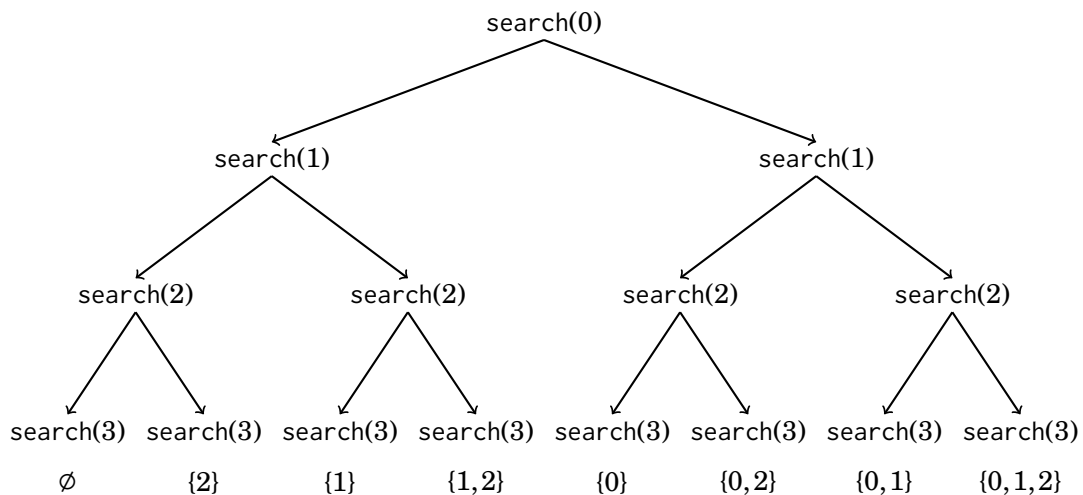 search(0)
search(1) search(1)
search(2) search(2) search(2) search(2)
search(3) search(3) search(3) search(3) search(3) search(3) search(3) search(3)
∅ {2} {1} {1,2} {0} {0,2} {0,1} {0,1,2}